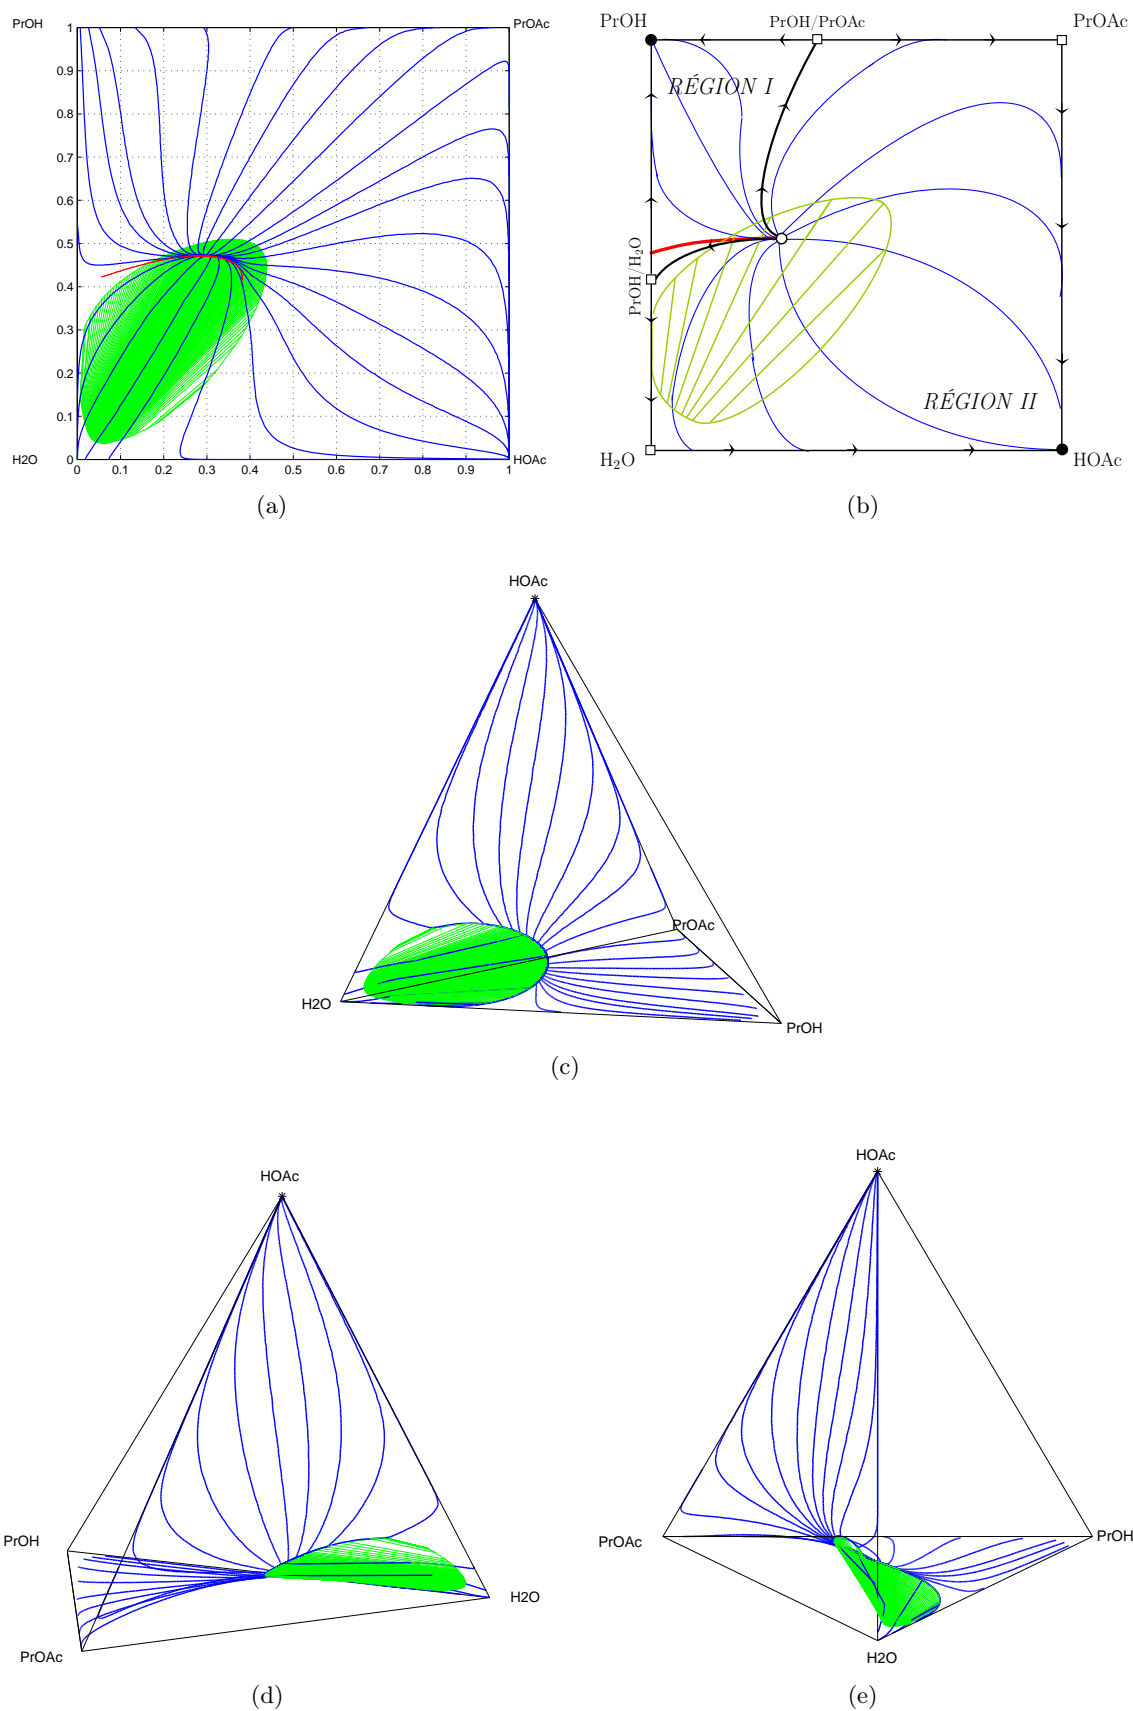 PrOH
PrOAc
1
0.9
0.8
0.7
0.6
0.5
0.4
0.3
0.2
0.1
0
H2O
0.1 0.2 0.3 0.4 0.5 0.6 0.7 0.8 0.9 1
HOAc
(a)
PrOH
PrOH/PrOAc
PrOAc
RÉGION I
PrOH/H₂O
RÉGION II
H₂O
HOAc
(b)
HOAc
PrOAc
H2O
PrOH
(c)
HOAc
PrOH
H2O
PrOAc
(d)
HOAc
PrOAc
PrOH
H2O
(e)